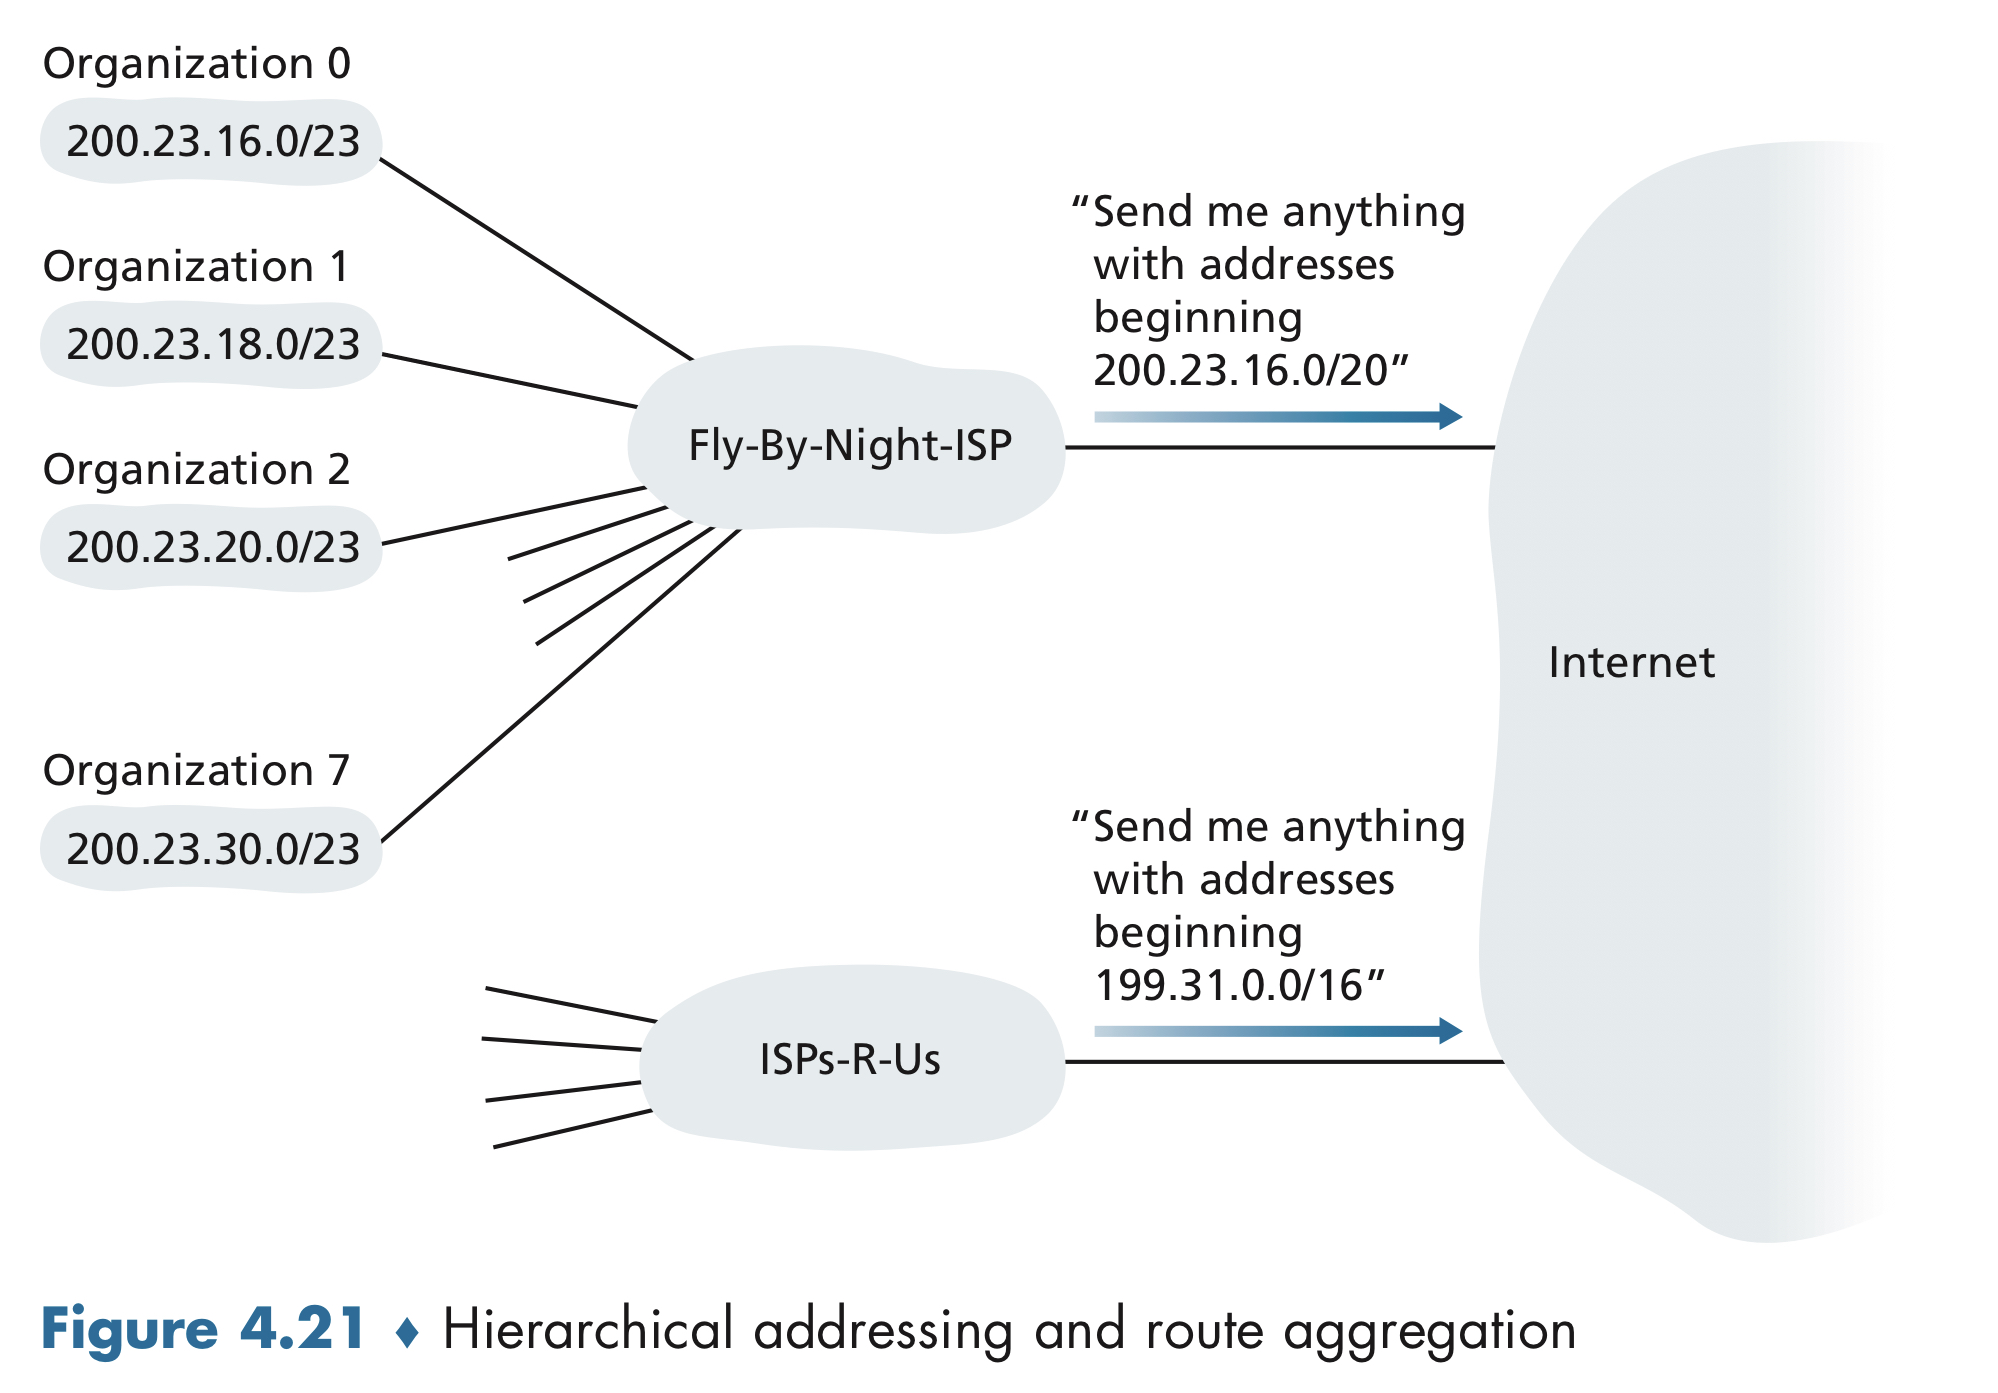 Organization 0
200.23.16.0/23
Organization 1
200.23.18.0/23
Organization 2
200.23.20.0/23
Organization 7
200.23.30.0/23
Fly-By-Night-ISP
“Send me anything
with addresses
beginning
200.23.16.0/20”
ISPs-R-Us
“Send me anything
with addresses
beginning
199.31.0.0/16”
Internet
Figure 4.21 ♦ Hierarchical addressing and route aggregation